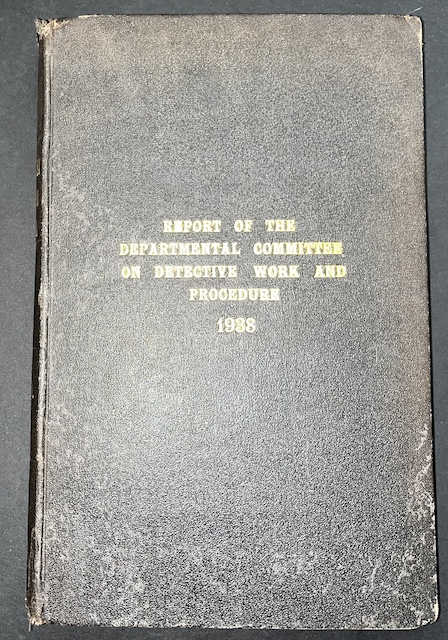 REPORT OF THE
DEPARTMENTAL COMMITTEE
ON DETECTIVE WORK AND
PROCEDURE
1938